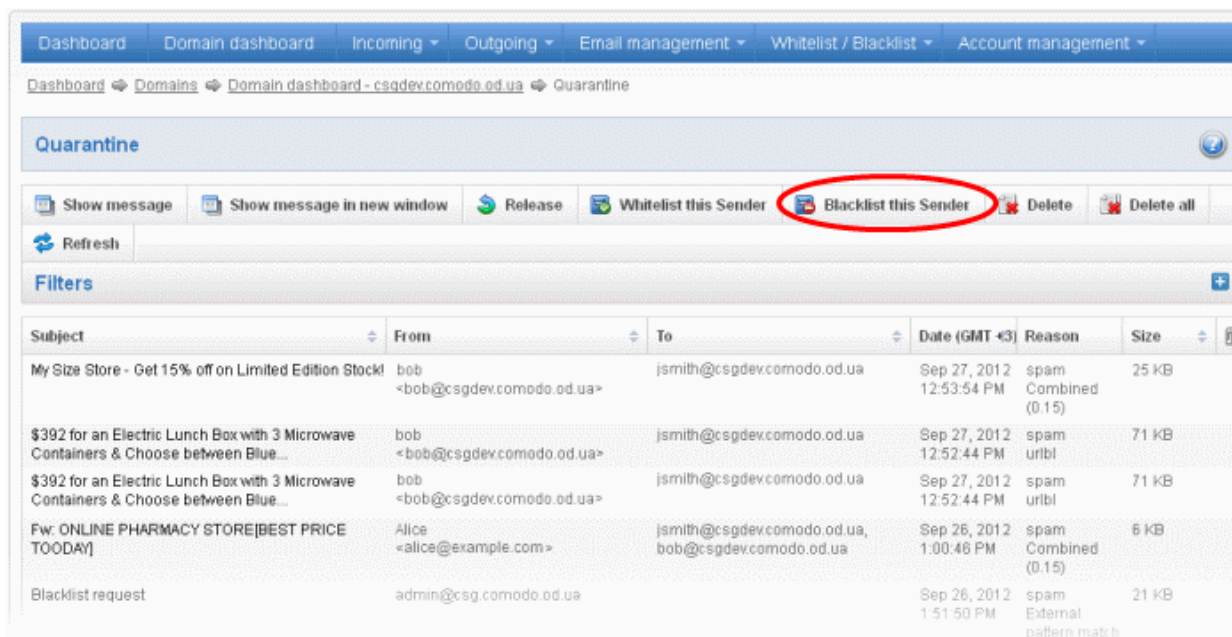 Dashboard Domain dashboard Incoming Outgoing Email management Whitelist / Blacklist Account management
Dashboard Domains Domain dashboard - csgdev.comodo.od.ua Quarantine
Quarantine
Show message Show message in new window Release Whitelist this Sender Blacklist this Sender Delete Delete all
Refresh
Filters
Subject From To Date (GMT +3) Reason Size
My Size Store - Get 15% off on Limited Edition Stock! bob jsmith@csgdev.comodo.od.ua Sep 27, 2012 spam 25 KB
<bob@csgdev.comodo.od.ua> 12:53:54 PM Combined
(0.15)
$392 for an Electric Lunch Box with 3 Microwave bob jsmith@csgdev.comodo.od.ua Sep 27, 2012 spam 71 KB
Containers & Choose between Blue... <bob@csgdev.comodo.od.ua> 12:52:44 PM urlbl
$392 for an Electric Lunch Box with 3 Microwave bob jsmith@csgdev.comodo.od.ua Sep 27, 2012 spam 71 KB
Containers & Choose between Blue... <bob@csgdev.comodo.od.ua> 12:52:44 PM urlbl
Fw: ONLINE PHARMACY STORE[BEST PRICE Alice jsmith@csgdev.comodo.od.ua, Sep 26, 2012 spam 6 KB
TOODAY] <alice@example.com> bob@csgdev.comodo.od.ua 1:00:46 PM Combined
(0.15)
Blacklist request admin@csg.comodo.od.ua Sep 26, 2012 spam 21 KB
1:51:50 PM External
pattern match